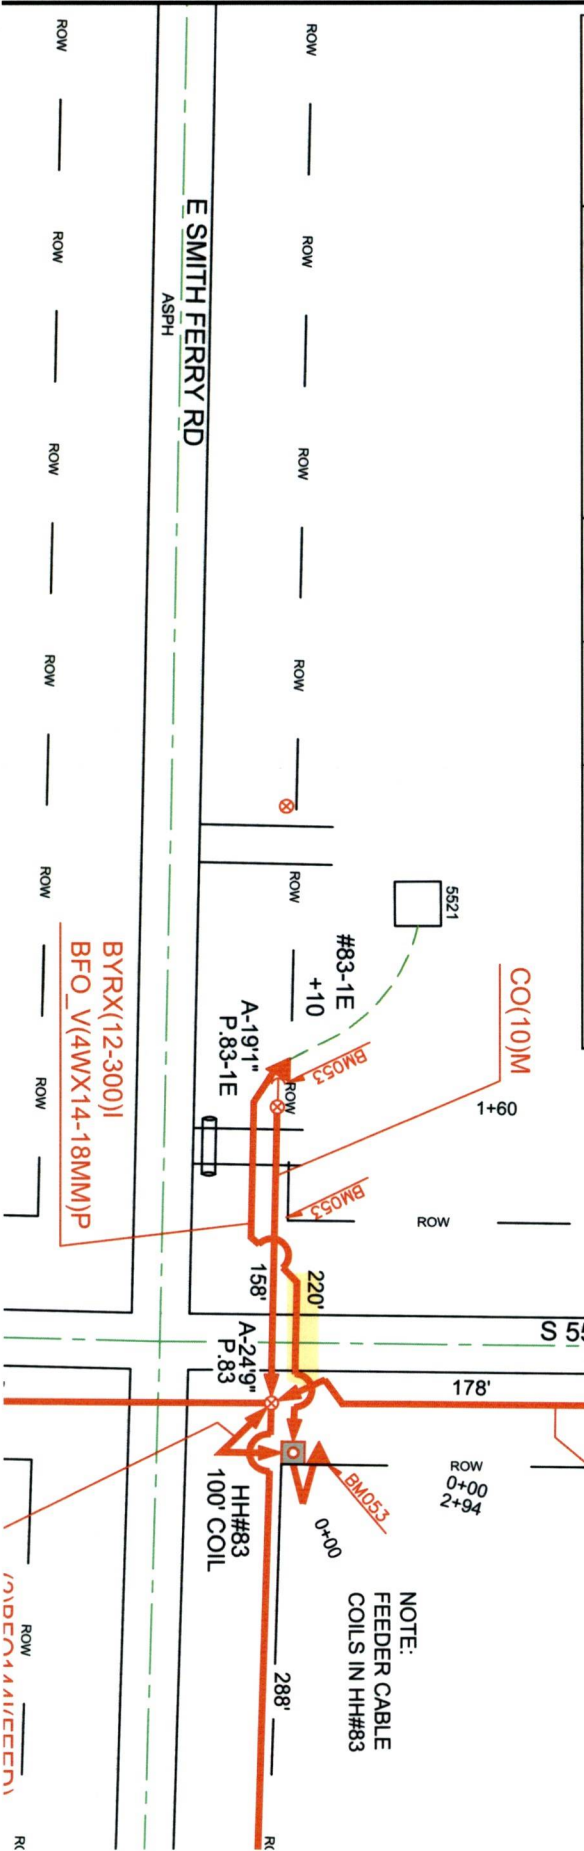 ROW
ROW
ROW
ROW
ROW
ROW
E SMITH FERRY RD
ASPH
ROW
ROW
ROW
ROW
ROW
ROW
5521
#83-1E
+10
A-19'1"
P.83-1E
BM053
ROW
CO(10)M
1+60
BM053
ROW
BYRX(12-300)I
BFO_V(4WX14-18MM)P
220'
158'
S 55
A-24'9"
P.83
178'
ROW
0+00
2+94
BM053
0+00
HH#83
100' COIL
NOTE:
FEEDER CABLE
COILS IN HH#83
288'
ROW